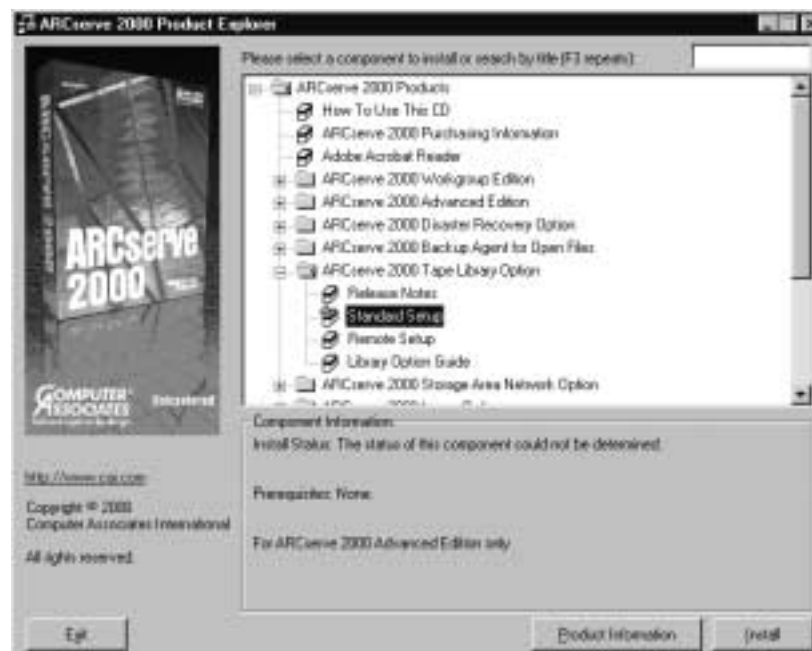 ARCserve 2000 Product Explorer
Please select a component to install or search by title (F3 repeats):
ARCserve 2000 Products
How To Use This CD
ARCserve 2000 Purchasing Information
Adobe Acrobat Reader
ARCserve 2000 Workgroup Edition
ARCserve 2000 Advanced Edition
ARCserve 2000 Disaster Recovery Option
ARCserve 2000 Backup Agent for Open Files
ARCserve 2000 Tape Library Option
Release Notes
Standard Setup
Remote Setup
Library Option Guide
ARCserve 2000 Storage Area Network Option
ARCserve 2000
ARCserve
2000
COMPUTER
ASSOCIATES
Component Information:
Install Status: The status of this component could not be determined.
Prerequisites: None.
For ARCserve 2000 Advanced Edition only
http://www.cai.com
Copyright © 2000
Computer Associates International
All rights reserved.
Exit
Product Information
Install